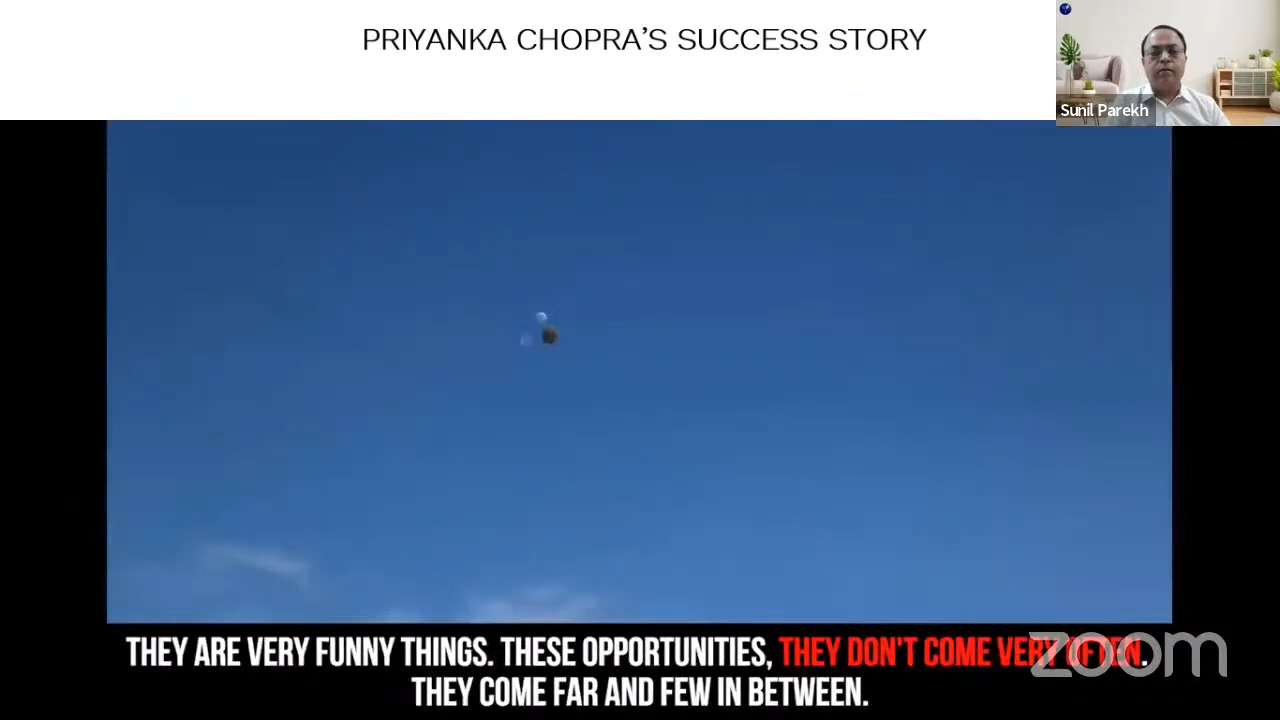 PRIYANKA CHOPRA’S SUCCESS STORY
Sunil Parekh
THEY ARE VERY FUNNY THINGS. THESE OPPORTUNITIES, THEY DON'T COME VERY OFTEN.
THEY COME FAR AND FEW IN BETWEEN.
zoom